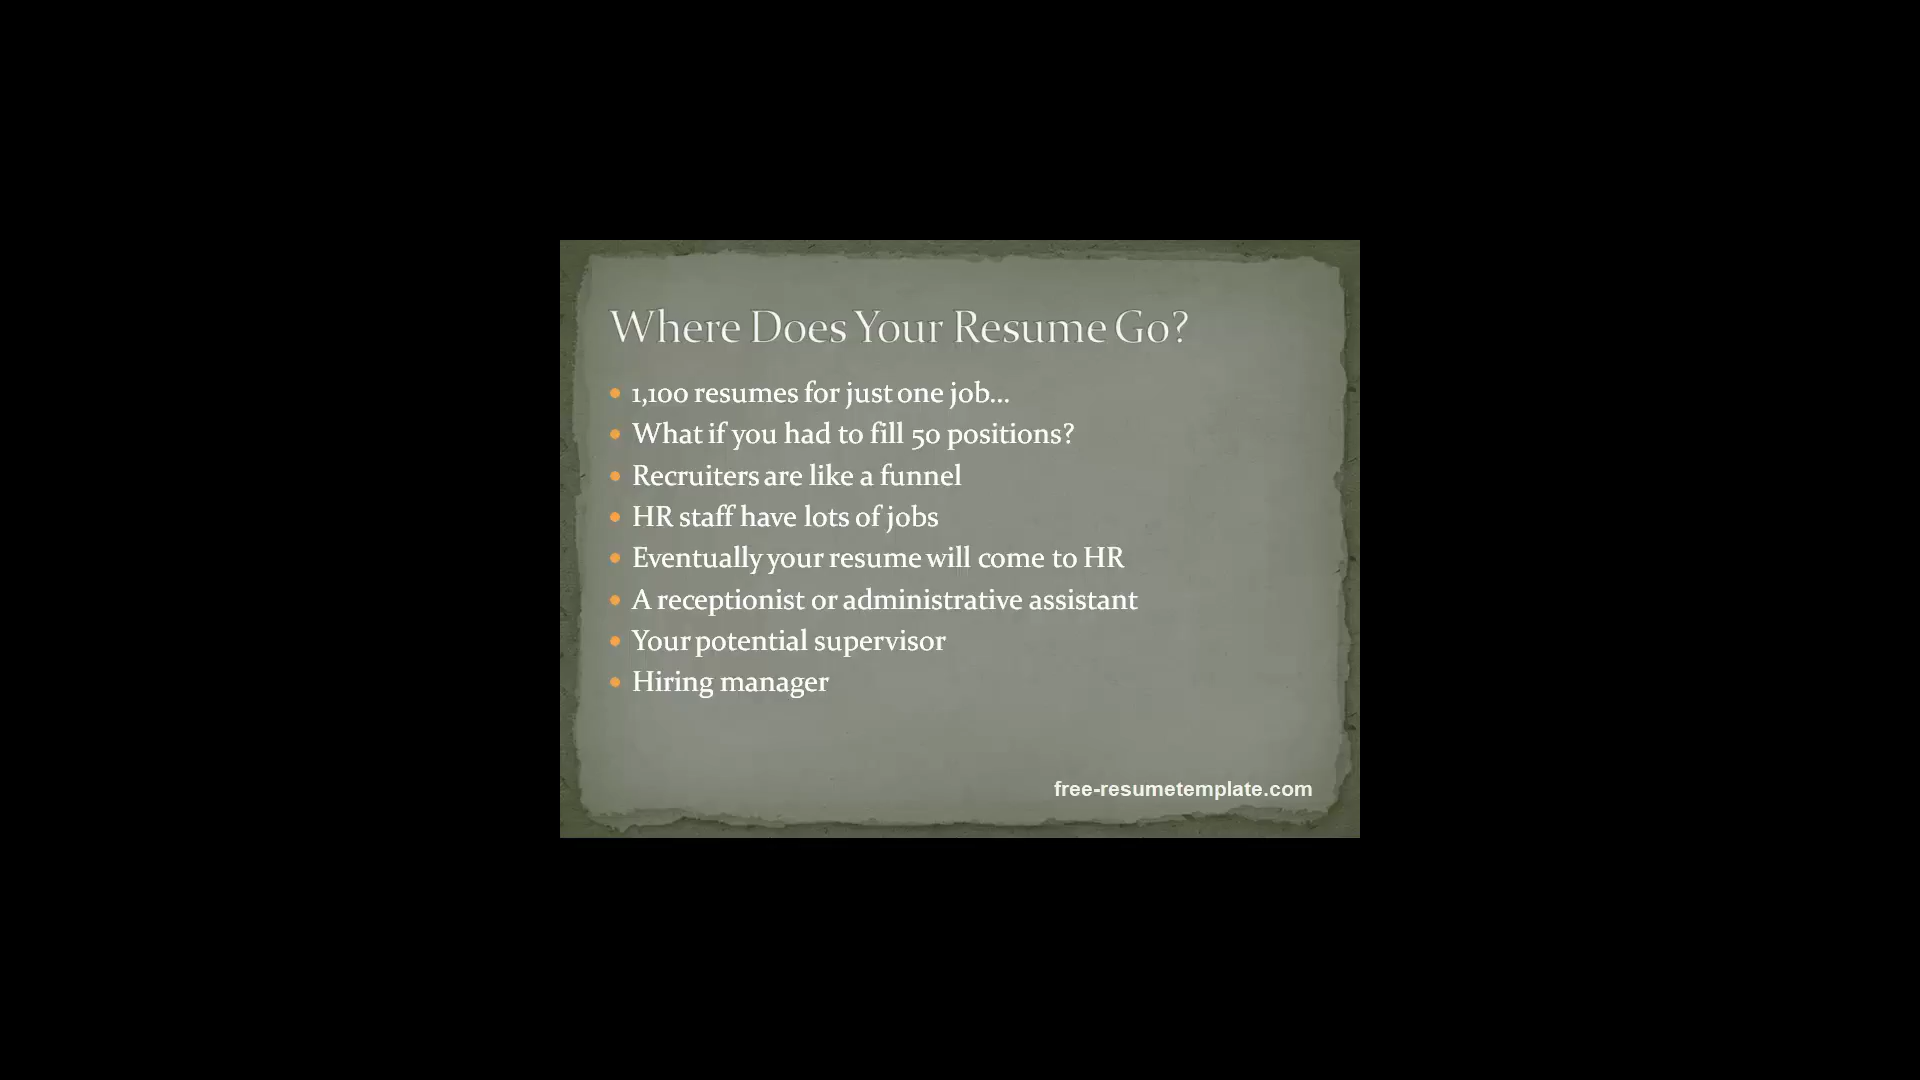 Where Does Your Resume Go?
1,100 resumes for just one job...
What if you had to fill 50 positions?
Recruiters are like a funnel
HR staff have lots of jobs
Eventually your resume will come to HR
A receptionist or administrative assistant
Your potential supervisor
Hiring manager
free-resumetemplate.com